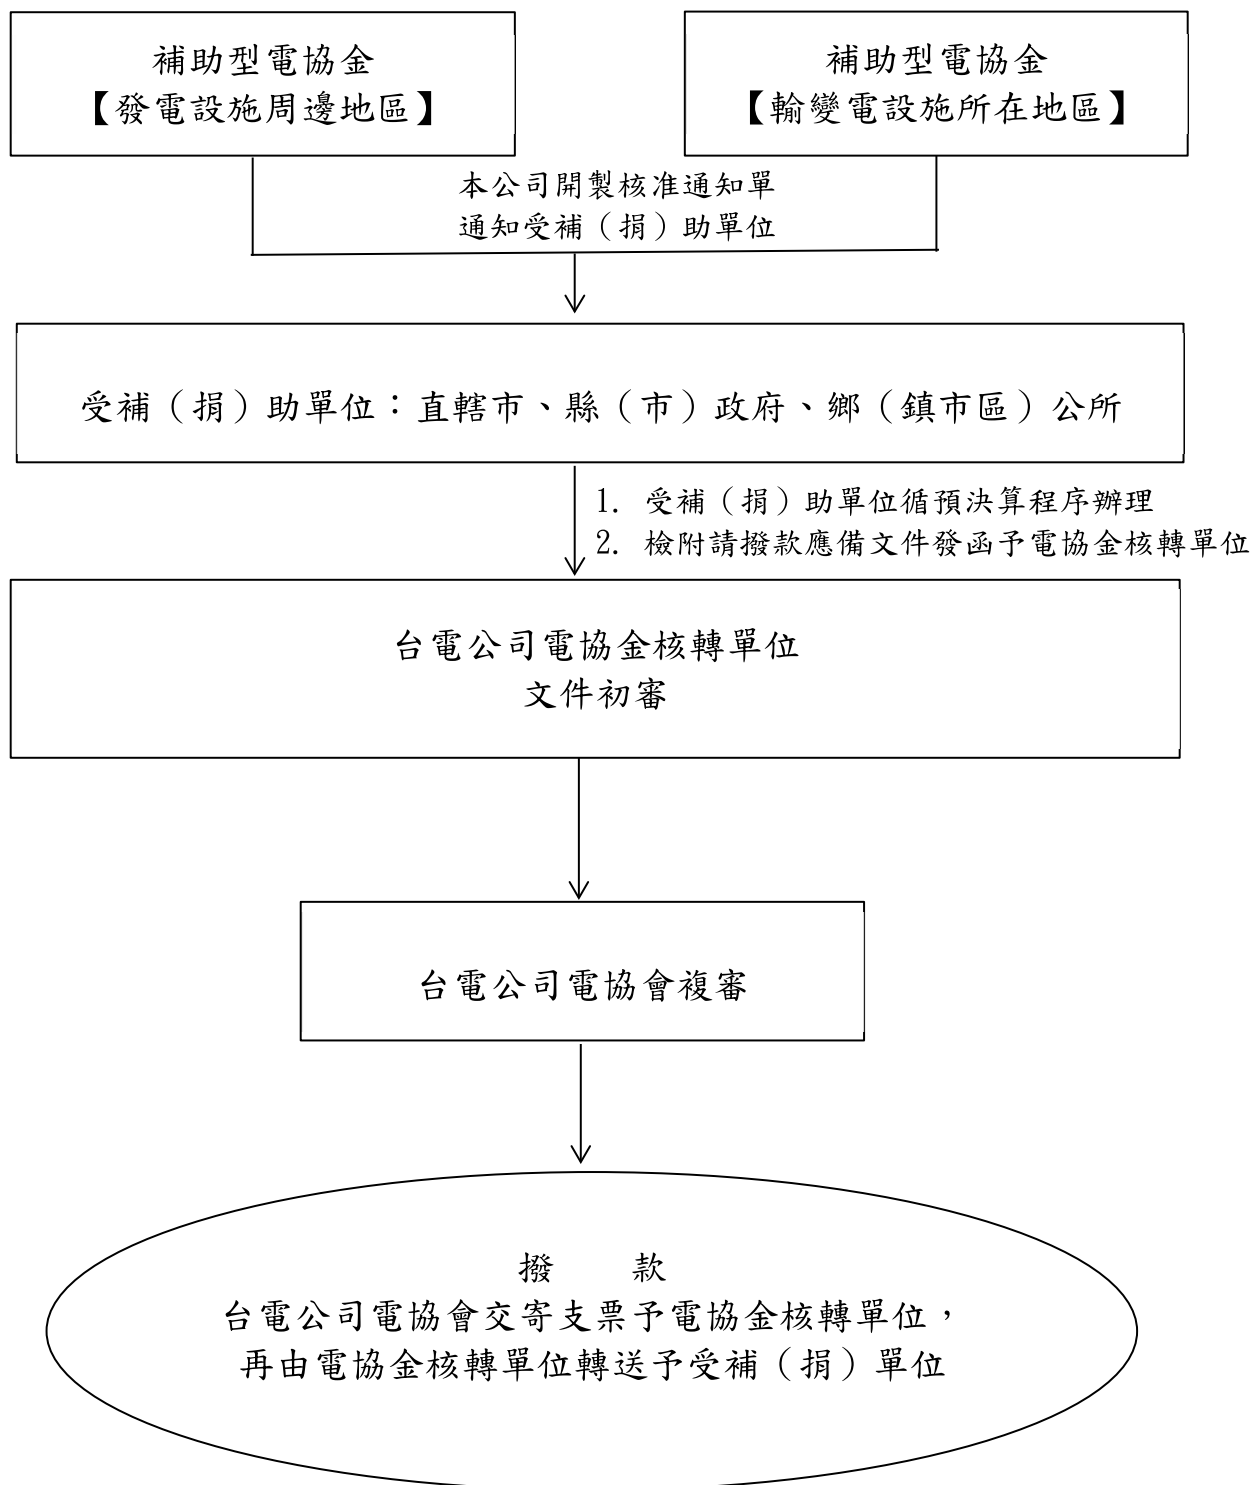 補助型電協金
【發電設施周邊地區】
補助型電協金
【輸變電設施所在地區】
本公司開製核准通知單
通知受補（捐）助單位
受補（捐）助單位：直轄市、縣（市）政府、鄉（鎮市區）公所
1. 受補（捐）助單位循預決算程序辦理
2. 檢附請撥款應備文件發函予電協金核轉單位
台電公司電協金核轉單位
文件初審
台電公司電協會複審
撥　　款
台電公司電協會交寄支票予電協金核轉單位，
再由電協金核轉單位轉送予受補（捐）單位